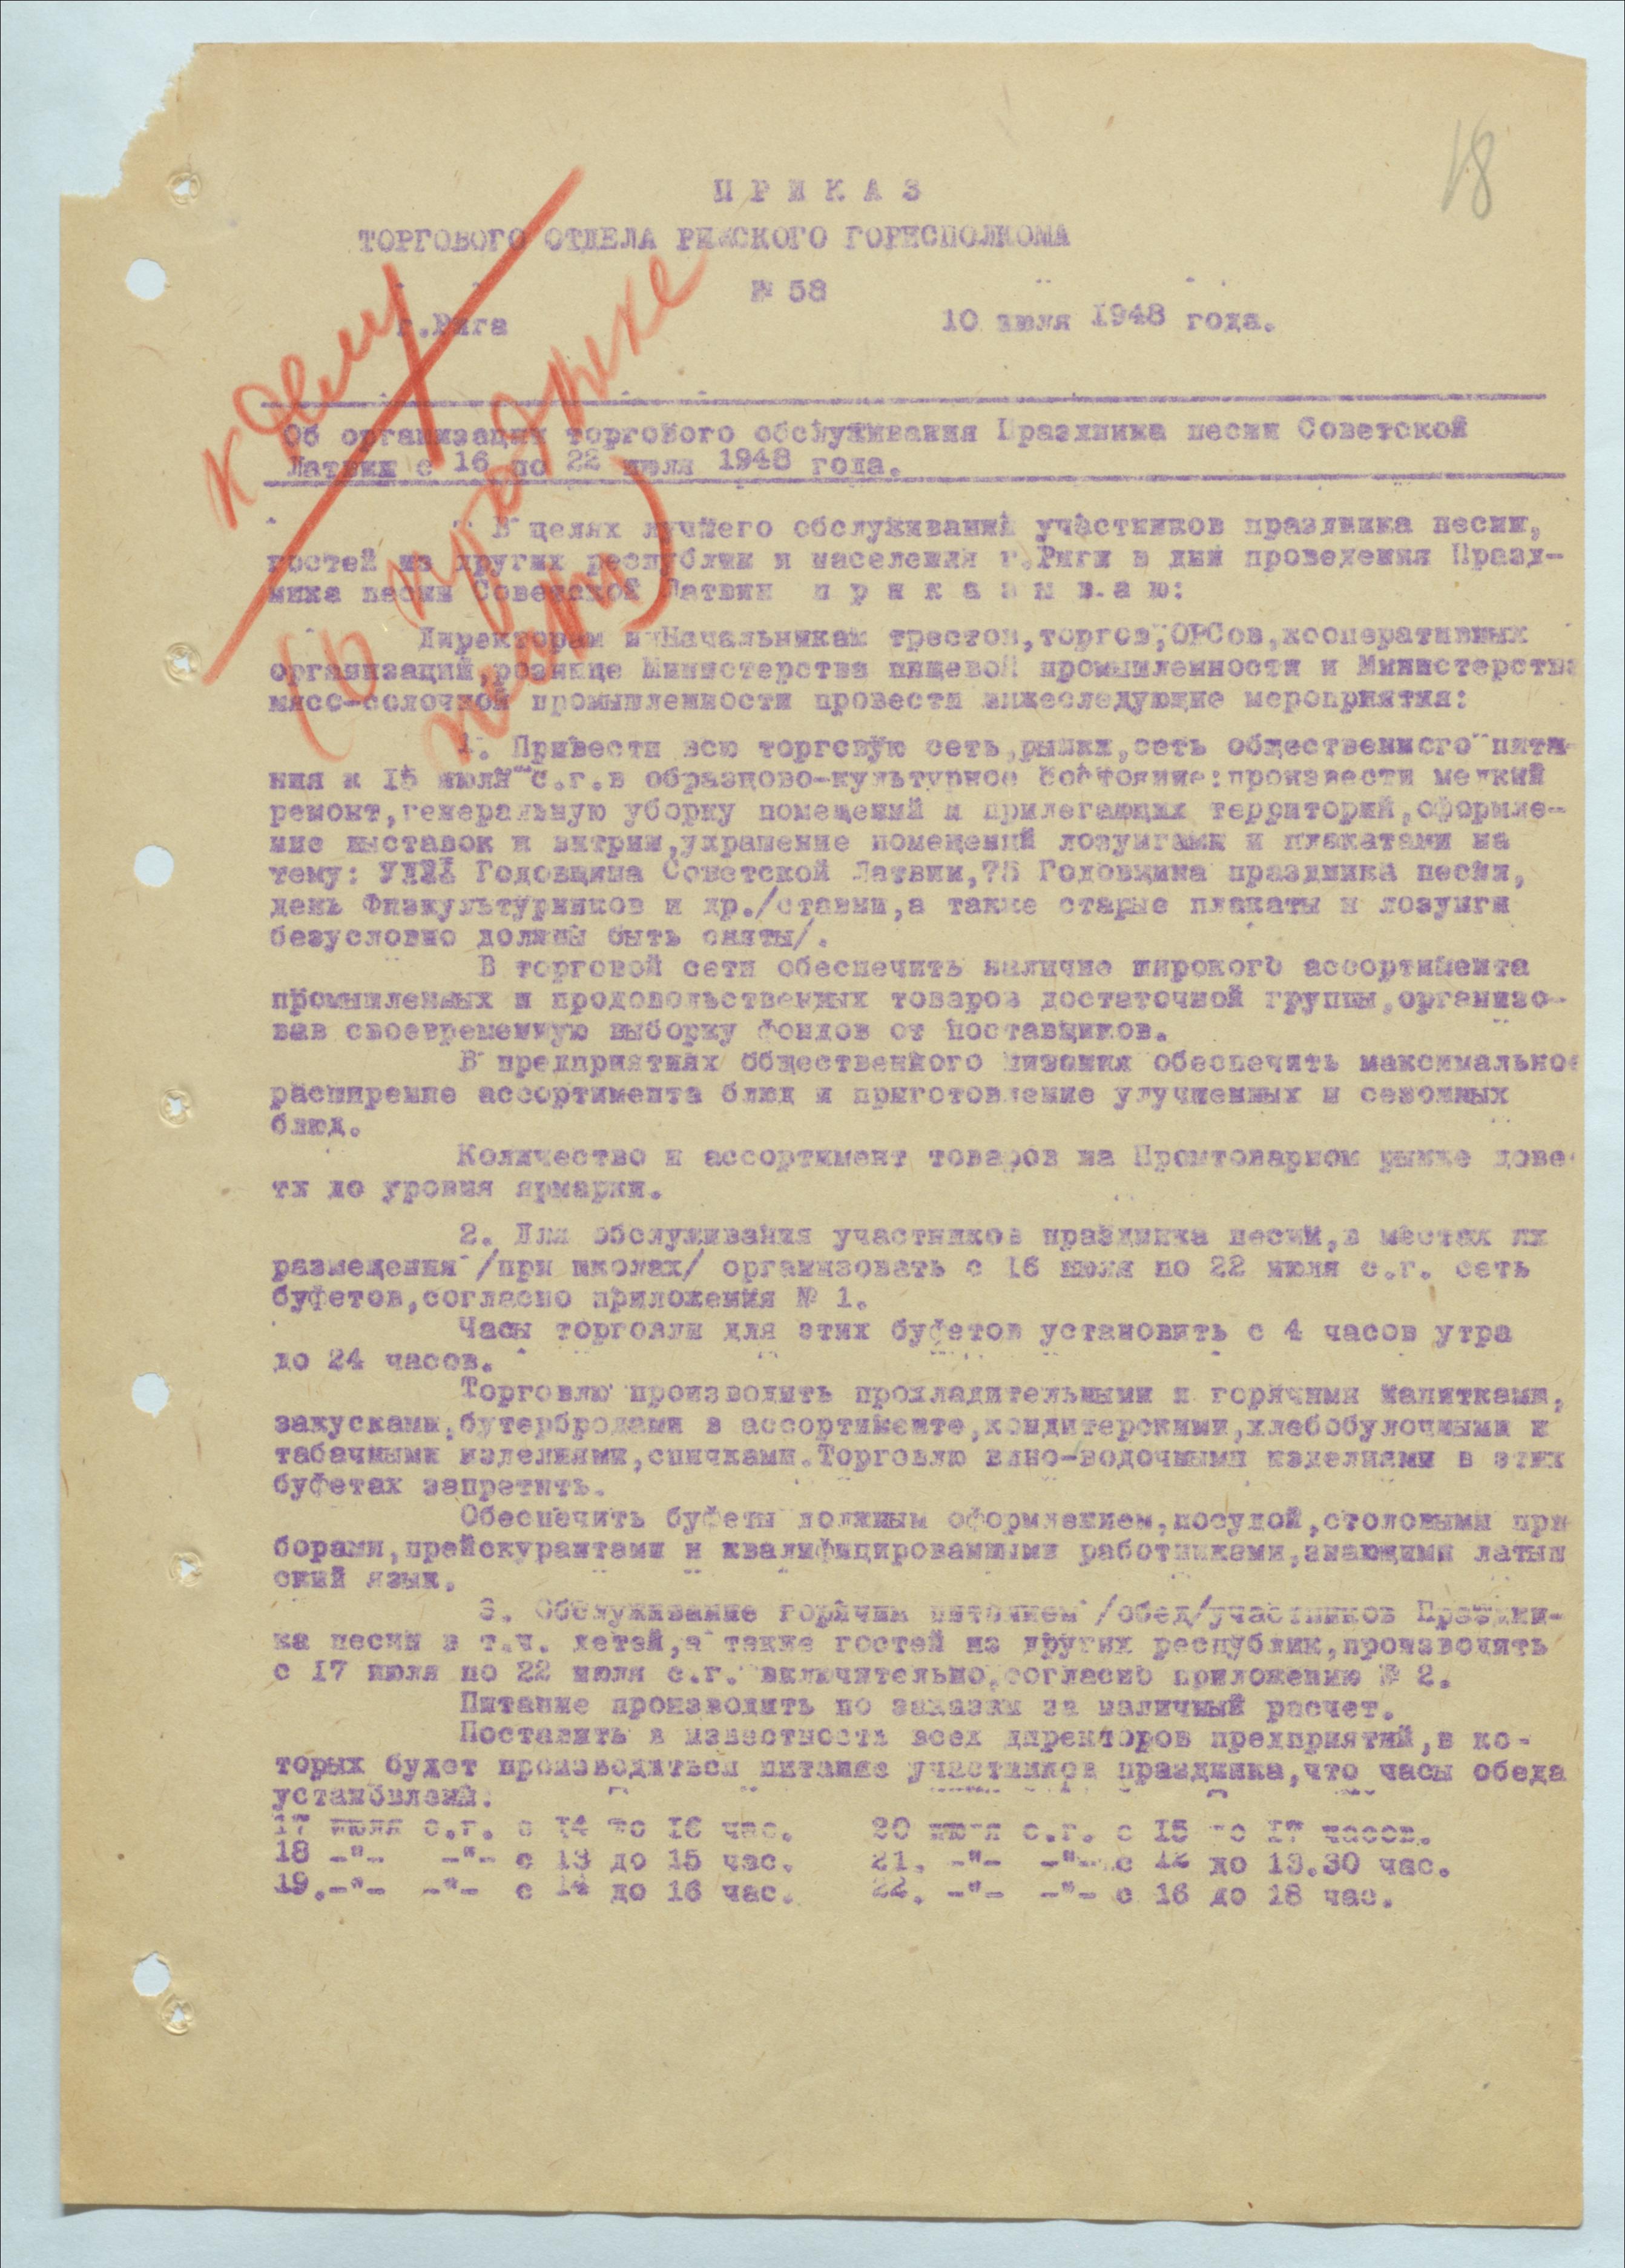 18
П Р И К А З
ТОРГОВОГО ОТДЕЛА РИЖСКОГО ГОРИСПОЛКОМА
№ 58
г.Рига 10 июля 1948 года.
к делу
(о празднике
песни)
Об организации торгового обслуживания Праздника песни Советской
Латвии с 16 по 22 июля 1948 года.
В целях лучшего обслуживания участников праздника песни,
гостей из других республик и населения г.Риги в дни проведения Празд-
ника песни Советской Латвии п р и к а з ы в а ю:
Директорам и Начальникам трестов,торгов,ОРСов,кооперативных
организаций,рознице Министерства пищевой промышленности и Министерства
мясо-молочной промышленности провести нижеследующие мероприятия:
1. Привести всю торговую сеть,рынки,сеть общественного пита-
ния к 15 июля с.г.в образцово-культурное состояние:произвести мелкий
ремонт,генеральную уборку помещений и прилегающих территорий,оформле-
ние выставок и витрин,украшение помещений лозунгами и плакатами на
тему: Годовщина Советской Латвии,75 Годовщина праздника песни,
день Физкультурников и др./ставни,а также старые плакаты и лозунги
безусловно должны быть сняты/.
В торговой сети обеспечить наличие широкого ассортимента
промышленных и продовольственных товаров достаточной группы,организо-
вав своевременную выборку фондов от поставщиков.
В предприятиях общественного питания обеспечить максимальное
расширение ассортимента блюд и приготовление улучшенных и сезонных
блюд.
Количество и ассортимент товаров на Промтоварном рынке дове-
ти до уровня ярмарки.
2. Для обслуживания участников праздника песни,в местах их
размещения /при школах/ организовать с 16 июля по 22 июля с.г. сеть
буфетов,согласно приложения № 1.
Часы торговли для этих буфетов установить с 4 часов утра
до 24 часов.
Торговлю производить прохладительными и горячими напитками,
закусками,бутербродами в ассортименте,кондитерскими,хлебобулочными и
табачными изделиями,спичками.Торговлю вино-водочными изделиями в этих
буфетах запретить.
Обеспечить буфеты должным оформлением,посудой,столовыми при
борами,прейскурантами и квалифицированными работниками,знающими латыш
ский язык.
3. Обслуживание горячим питанием /обед/участников Праздни-
ка песни в т.ч. детей,а также гостей из других республик,производить
с 17 июля по 22 июля с.г. включительно,согласно приложению № 2.
Питание производить по заказам за наличный расчет.
Поставить в известность всех директоров предприятий,в ко-
торых будет производиться питание участников праздника,что часы обеда
установлены:
17 июля с.г. с 14 до 16 час. 20 июля с.г. с 15 до 17 часов.
18 -"- -"- с 13 до 15 час. 21. -"- -"- с 12 до 13.30 час.
19.-"- -"- с 14 до 16 час. 22. -"- -"- с 16 до 18 час.